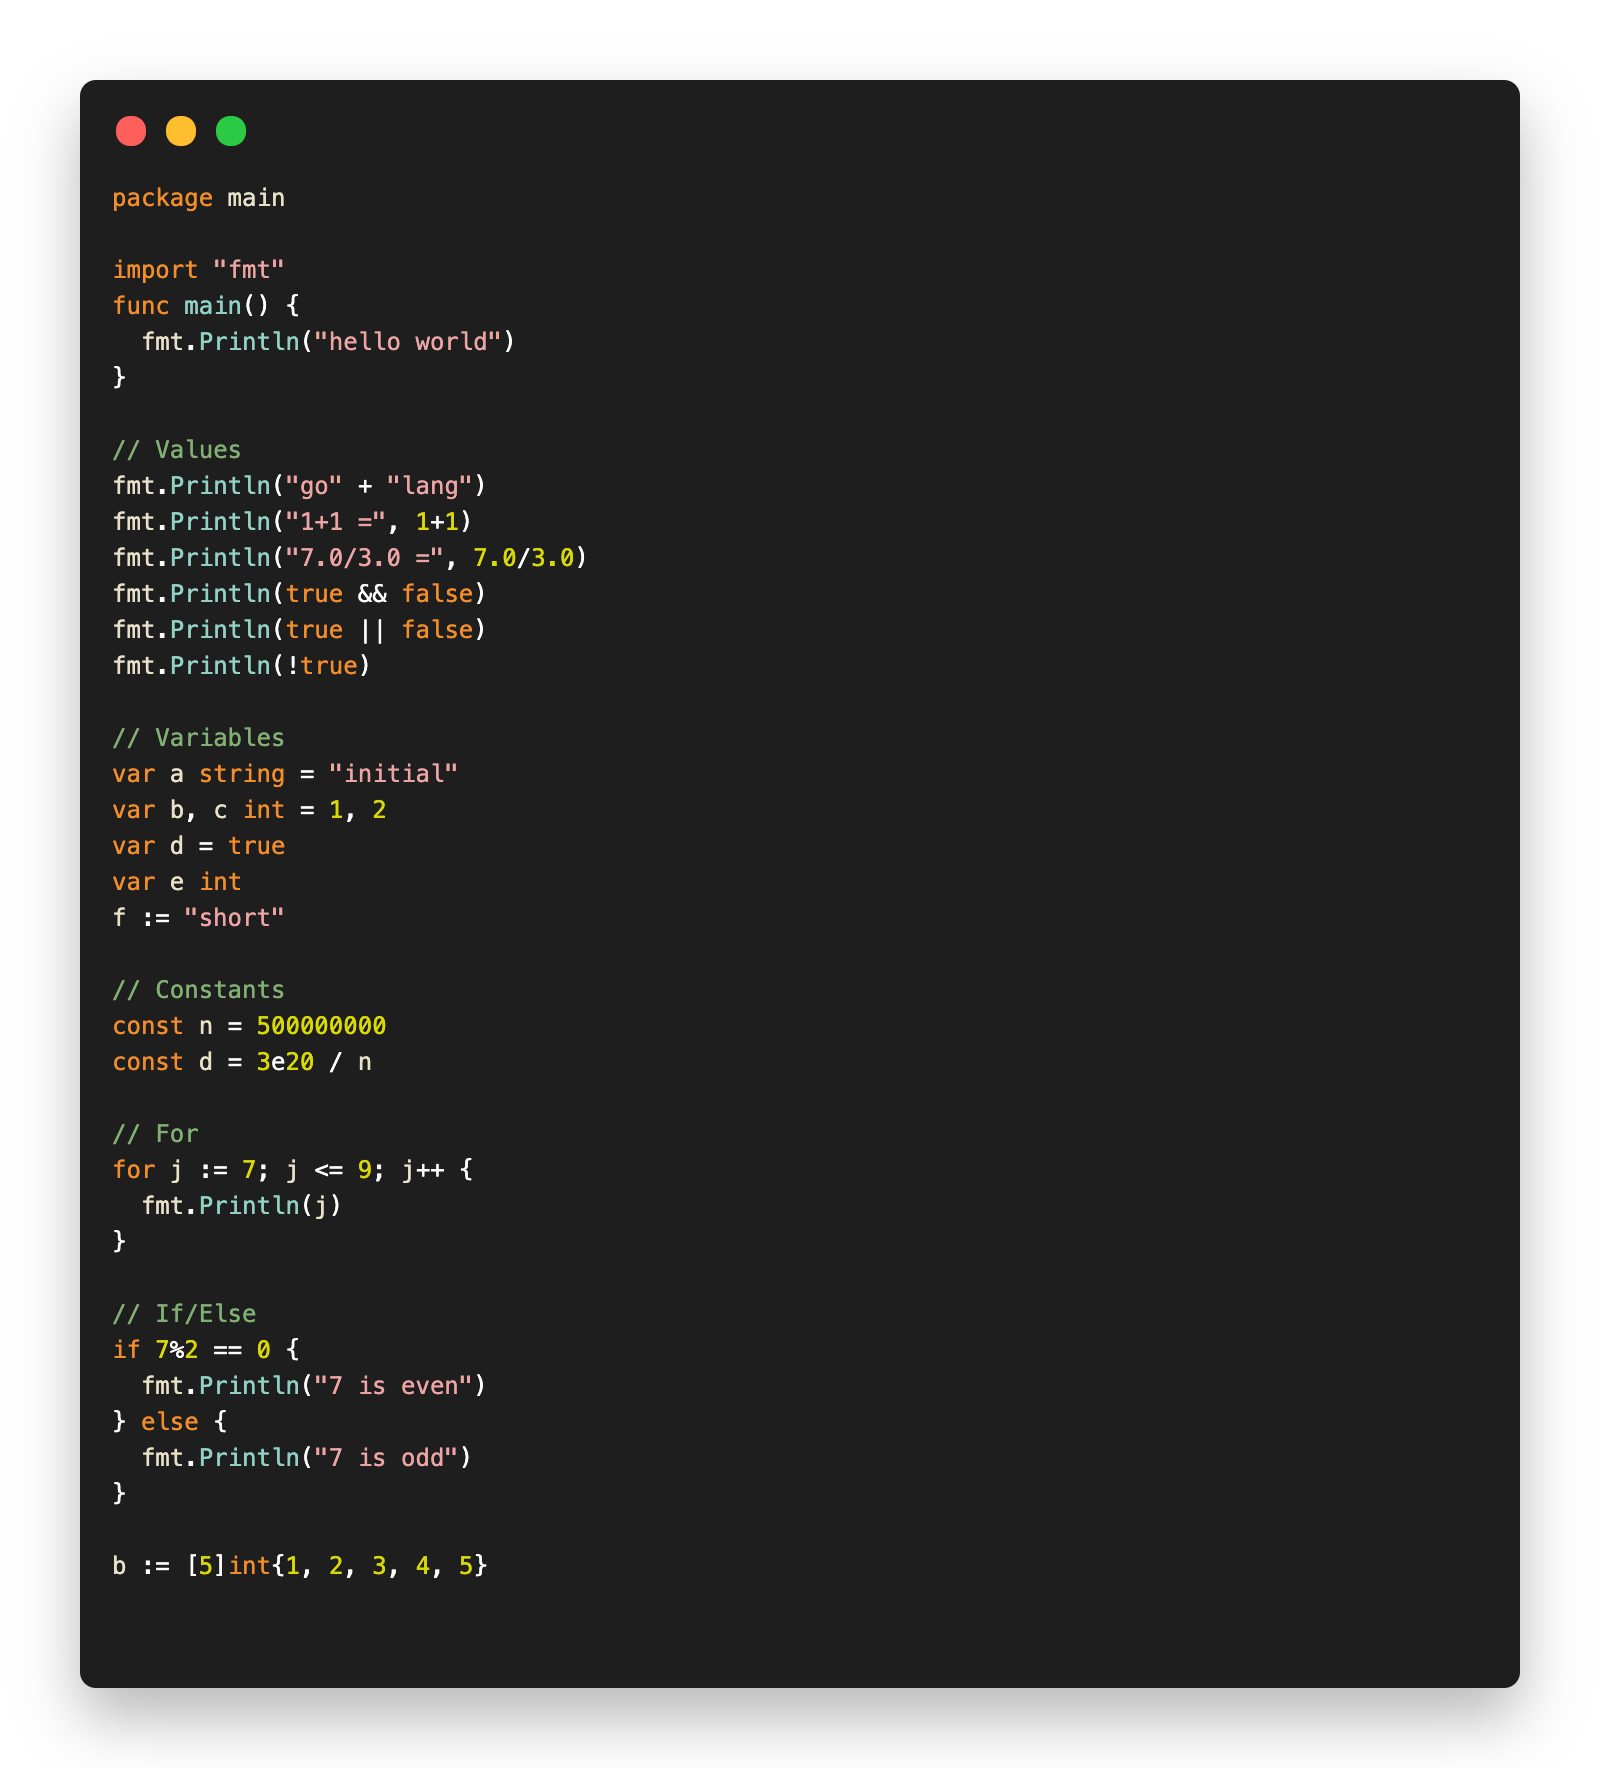 package main

import "fmt"
func main() {
  fmt.Println("hello world")
}

// Values
fmt.Println("go" + "lang")
fmt.Println("1+1 =", 1+1)
fmt.Println("7.0/3.0 =", 7.0/3.0)
fmt.Println(true && false)
fmt.Println(true || false)
fmt.Println(!true)

// Variables
var a string = "initial"
var b, c int = 1, 2
var d = true
var e int
f := "short"

// Constants
const n = 500000000
const d = 3e20 / n

// For
for j := 7; j <= 9; j++ {
  fmt.Println(j)
}

// If/Else
if 7%2 == 0 {
  fmt.Println("7 is even")
} else {
  fmt.Println("7 is odd")
}

b := [5]int{1, 2, 3, 4, 5}